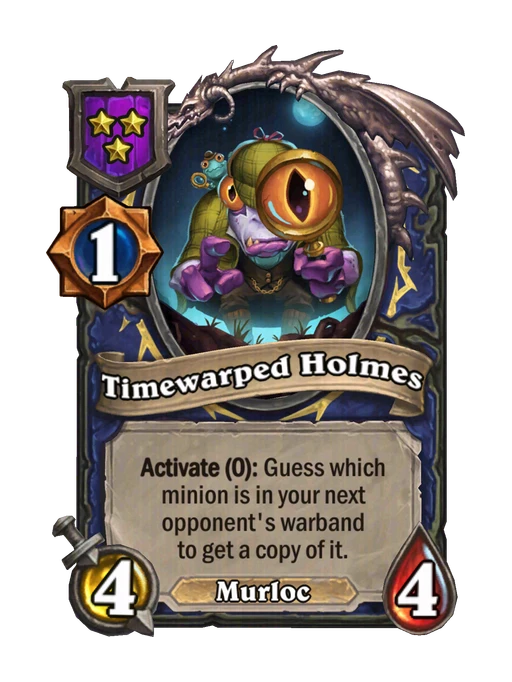 1
Timewarped Holmes
Activate (0): Guess which
minion is in your next
opponent's warband
to get a copy of it.
4
Murloc
4